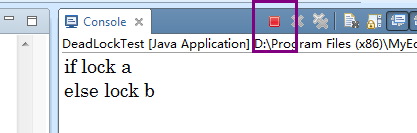 Console
DeadLockTest [Java Application] D:\Program Files (x86)\MyEc
if lock a
else lock b